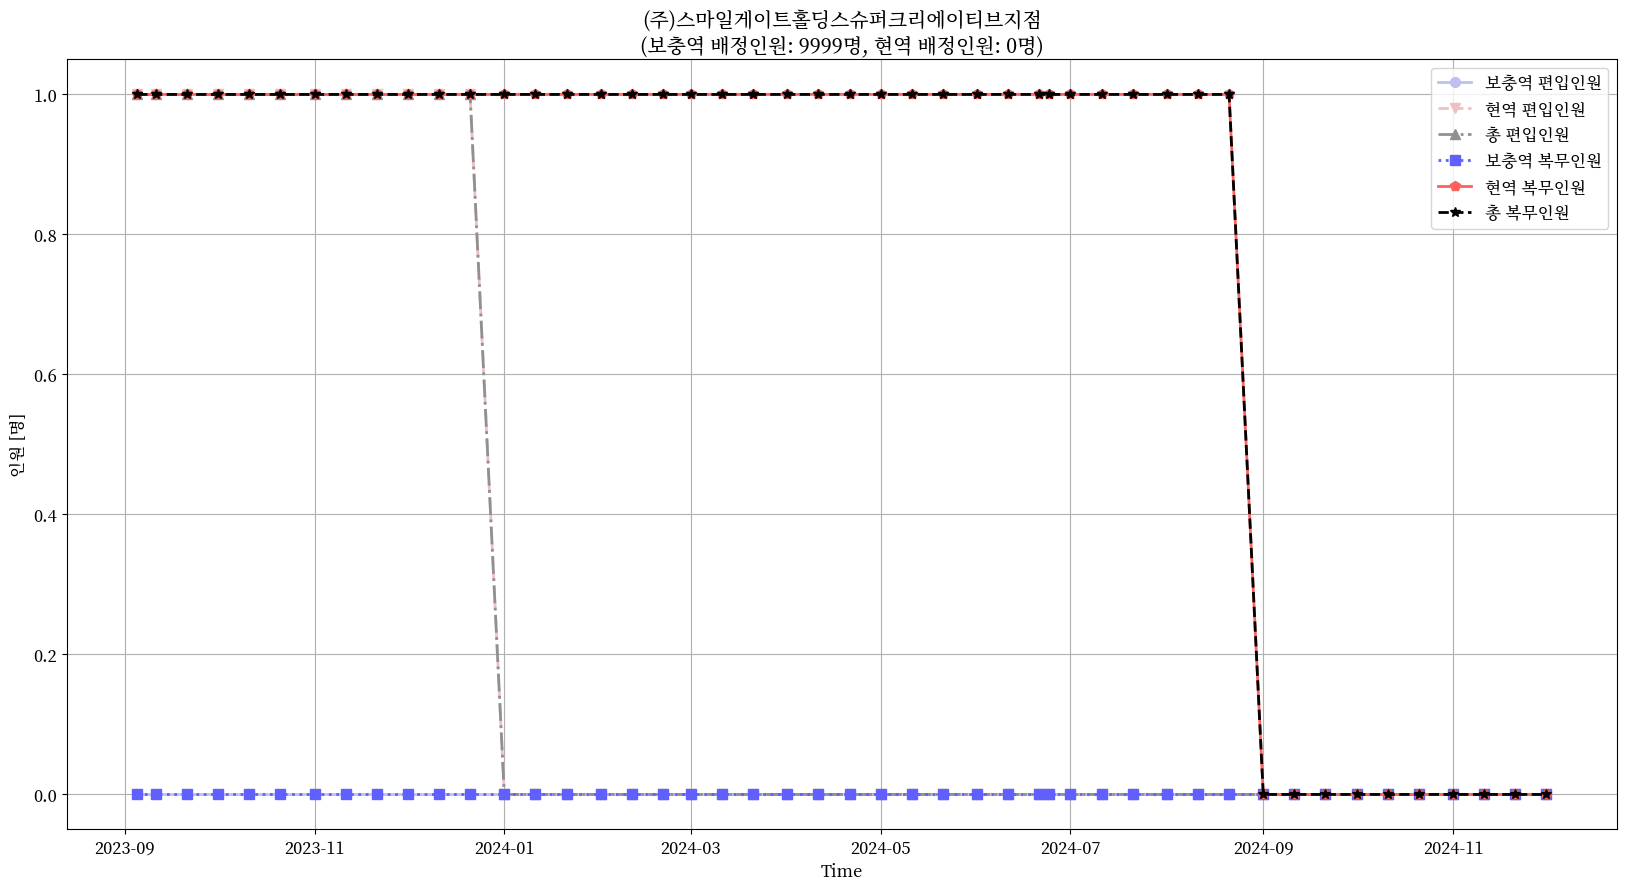 (주)스마일게이트홀딩스슈퍼크리에이티브지점
(보충역 배정인원: 9999명, 현역 배정인원: 0명)
보충역 편입인원
현역 편입인원
총 편입인원
보충역 복무인원
현역 복무인원
총 복무인원
인원 [명]
1.0
0.8
0.6
0.4
0.2
0.0
2023-09
2023-11
2024-01
2024-03
2024-05
2024-07
2024-09
2024-11
Time